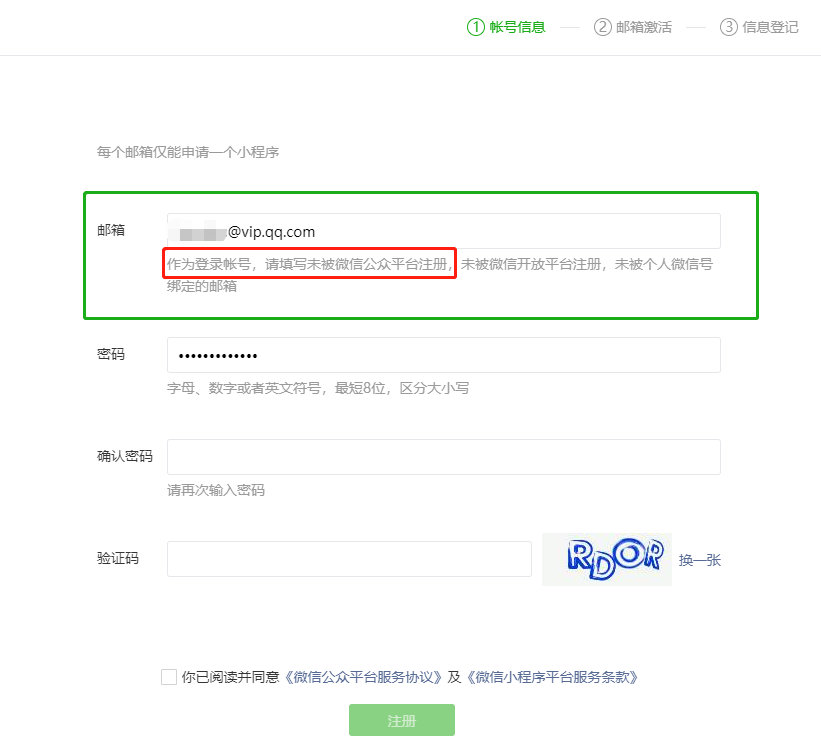 ① 帐号信息 — ② 邮箱激活 — ③ 信息登记
每个邮箱仅能申请一个小程序
邮箱
@vip.qq.com
作为登录帐号，请填写未被微信公众平台注册，未被微信开放平台注册，未被个人微信号
绑定的邮箱
密码
•••••••••••••
字母、数字或者英文符号，最短8位，区分大小写
确认密码
请再次输入密码
验证码
RDOR
换一张
你已阅读并同意《微信公众平台服务协议》及《微信小程序平台服务条款》
注册